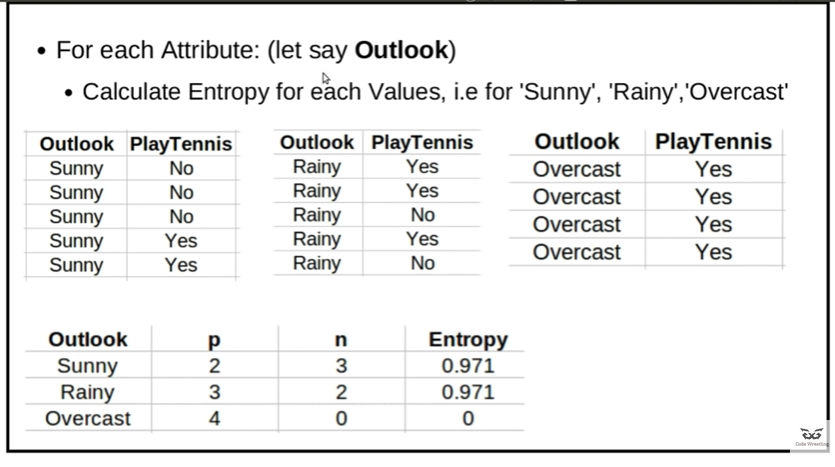 • For each Attribute: (let say Outlook)
• Calculate Entropy for each Values, i.e for 'Sunny', 'Rainy','Overcast'
Outlook PlayTennis
Sunny No
Sunny No
Sunny No
Sunny Yes
Sunny Yes
Outlook PlayTennis
Rainy Yes
Rainy Yes
Rainy No
Rainy Yes
Rainy No
Outlook PlayTennis
Overcast Yes
Overcast Yes
Overcast Yes
Overcast Yes
Outlook p n Entropy
Sunny 2 3 0.971
Rainy 3 2 0.971
Overcast 4 0 0
Code Wrestling